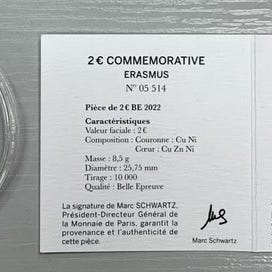 2 € COMMEMORATIVE
ERASMUS
N° 05 514
Pièce de 2 € BE 2022
Caractéristiques
Valeur faciale : 2 €
Composition : Couronne : Cu Ni
Cœur : Cu Zn Ni
Masse : 8,5 g
Diamètre : 25,75 mm
Tirage : 10 000
Qualité : Belle Epreuve
La signature de Marc SCHWARTZ,
Président-Directeur Général de
la Monnaie de Paris, garantit la
provenance et l'authenticité de
cette pièce.
Marc Schwartz